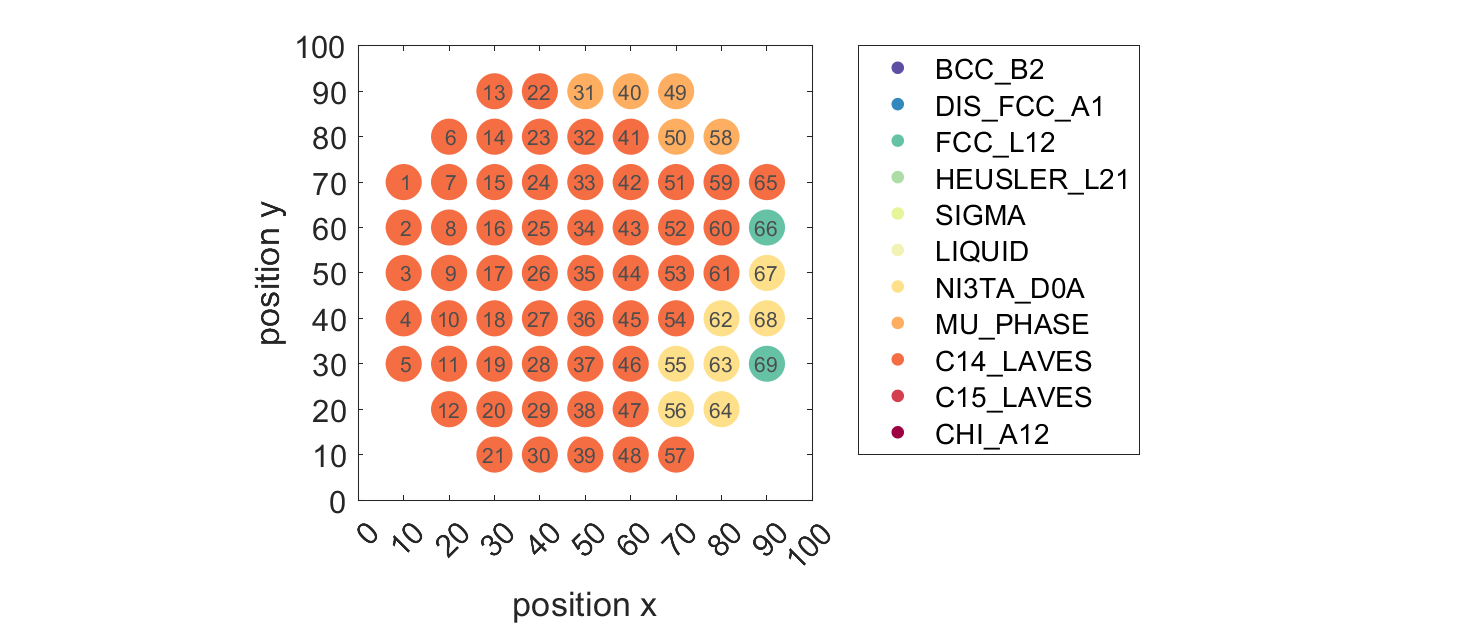 100
90
80
70
60
50
40
30
20
10
0
position y
13 22 31 40 49
6 14 23 32 41 50 58
1 7 15 24 33 42 51 59 65
2 8 16 25 34 43 52 60 66
3 9 17 26 35 44 53 61 67
4 10 18 27 36 45 54 62 68
5 11 19 28 37 46 55 63 69
12 20 29 38 47 56 64
21 30 39 48 57
0 10 20 30 40 50 60 70 80 90 100
position x
BCC_B2
DIS_FCC_A1
FCC_L12
HEUSLER_L21
SIGMA
LIQUID
NI3TA_D0A
MU_PHASE
C14_LAVES
C15_LAVES
CHI_A12